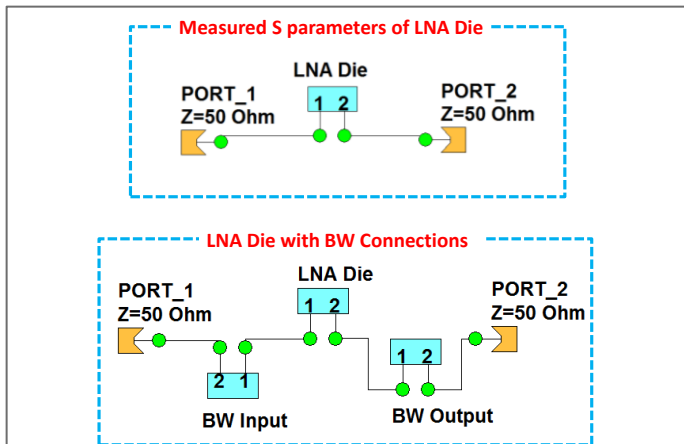 Measured S parameters of LNA Die
LNA Die
PORT_1
Z=50 Ohm
1 2
PORT_2
Z=50 Ohm
LNA Die with BW Connections
LNA Die
PORT_1
Z=50 Ohm
1 2
PORT_2
Z=50 Ohm
1 2
2 1
BW Input
BW Output